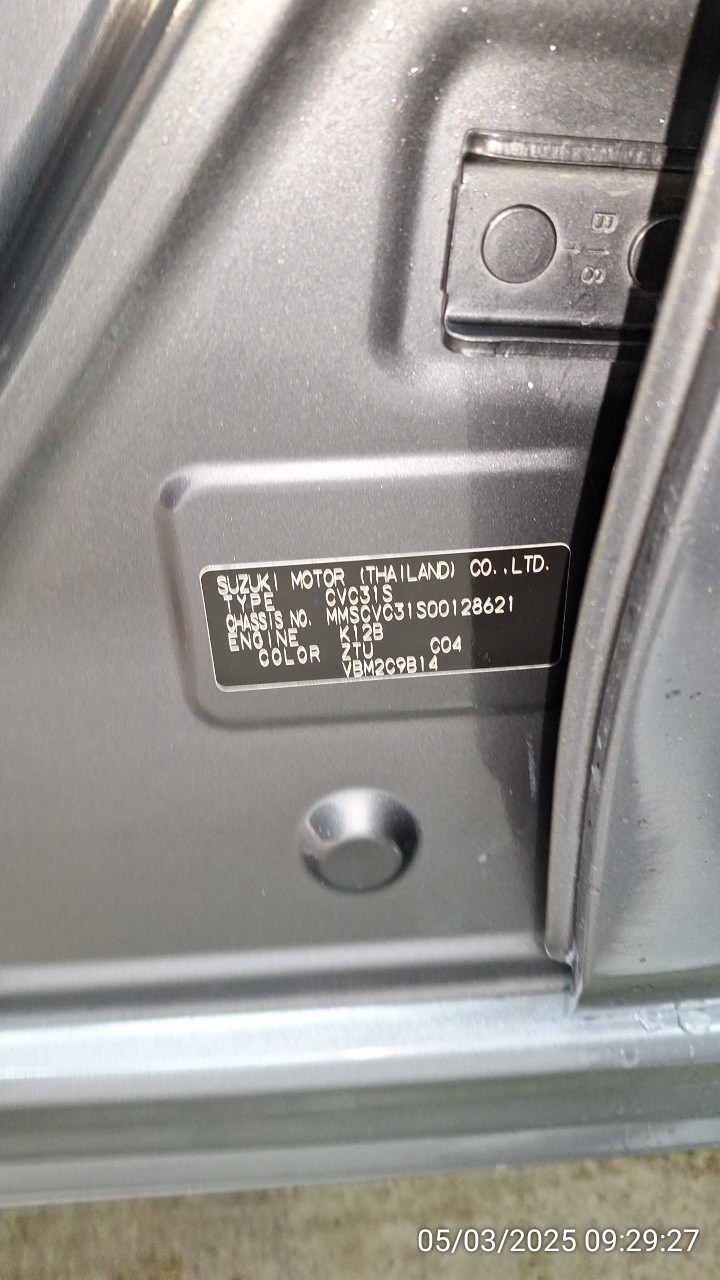 B18
SUZUKI MOTOR (THAILAND) CO.,LTD.
TYPE CVC31S
CHASSIS NO. MMSCVC31S00128621
ENGINE K12B
COLOR ZTU C04
VBM2C9B14
05/03/2025 09:29:27